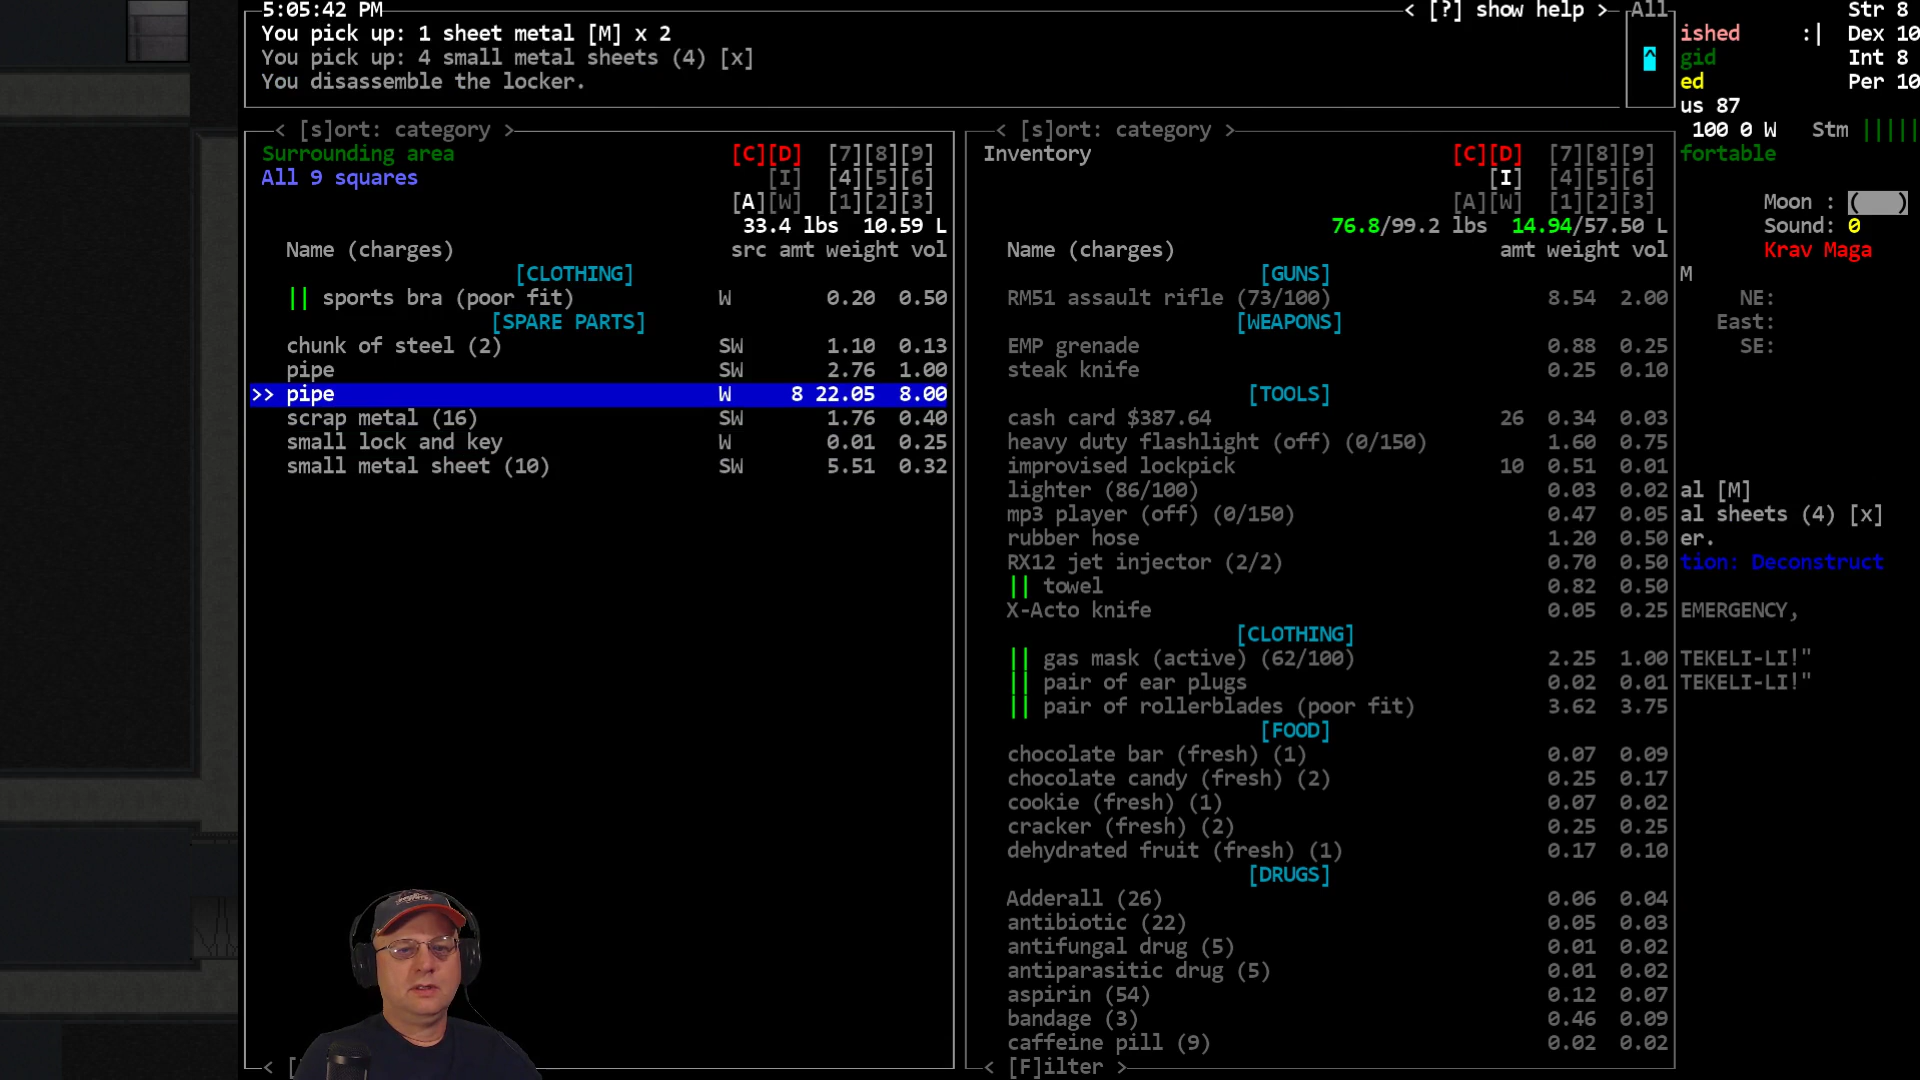 5:05:42 PM
< [?] show help >
You pick up: 1 sheet metal [M] x 2
You pick up: 4 small metal sheets (4) [x]
You disassemble the locker.
All
^
Str 8
ished :| Dex 10
gid Int 8
ed Per 10
us 87
100 0 W Stm |||||
fortable
Moon : ( )
Sound: 0
Krav Maga
M
NE:
East:
SE:
al [M]
al sheets (4) [x]
er.
tion: Deconstruct
EMERGENCY,
TEKELI-LI!"
TEKELI-LI!"
< [s]ort: category >
Surrounding area [C][D] [7][8][9]
All 9 squares [I] [4][5][6]
[A][W] [1][2][3]
33.4 lbs 10.59 L
Name (charges) src amt weight vol
[CLOTHING]
|| sports bra (poor fit) W 0.20 0.50
[SPARE PARTS]
chunk of steel (2) SW 1.10 0.13
pipe SW 2.76 1.00
>> pipe W 8 22.05 8.00
scrap metal (16) SW 1.76 0.40
small lock and key W 0.01 0.25
small metal sheet (10) SW 5.51 0.32
< [
< [s]ort: category >
Inventory [C][D] [7][8][9]
[I] [4][5][6]
[A][W] [1][2][3]
76.8/99.2 lbs 14.94/57.50 L
Name (charges) amt weight vol
[GUNS]
RM51 assault rifle (73/100) 8.54 2.00
[WEAPONS]
EMP grenade 0.88 0.25
steak knife 0.25 0.10
[TOOLS]
cash card $387.64 26 0.34 0.03
heavy duty flashlight (off) (0/150) 1.60 0.75
improvised lockpick 10 0.51 0.01
lighter (86/100) 0.03 0.02
mp3 player (off) (0/150) 0.47 0.05
rubber hose 1.20 0.50
RX12 jet injector (2/2) 0.70 0.50
|| towel 0.82 0.50
X-Acto knife 0.05 0.25
[CLOTHING]
|| gas mask (active) (62/100) 2.25 1.00
|| pair of ear plugs 0.02 0.01
|| pair of rollerblades (poor fit) 3.62 3.75
[FOOD]
chocolate bar (fresh) (1) 0.07 0.09
chocolate candy (fresh) (2) 0.25 0.17
cookie (fresh) (1) 0.07 0.02
cracker (fresh) (2) 0.25 0.25
dehydrated fruit (fresh) (1) 0.17 0.10
[DRUGS]
Adderall (26) 0.06 0.04
antibiotic (22) 0.05 0.03
antifungal drug (5) 0.01 0.02
antiparasitic drug (5) 0.01 0.02
aspirin (54) 0.12 0.07
bandage (3) 0.46 0.09
caffeine pill (9) 0.02 0.02
< [F]ilter >